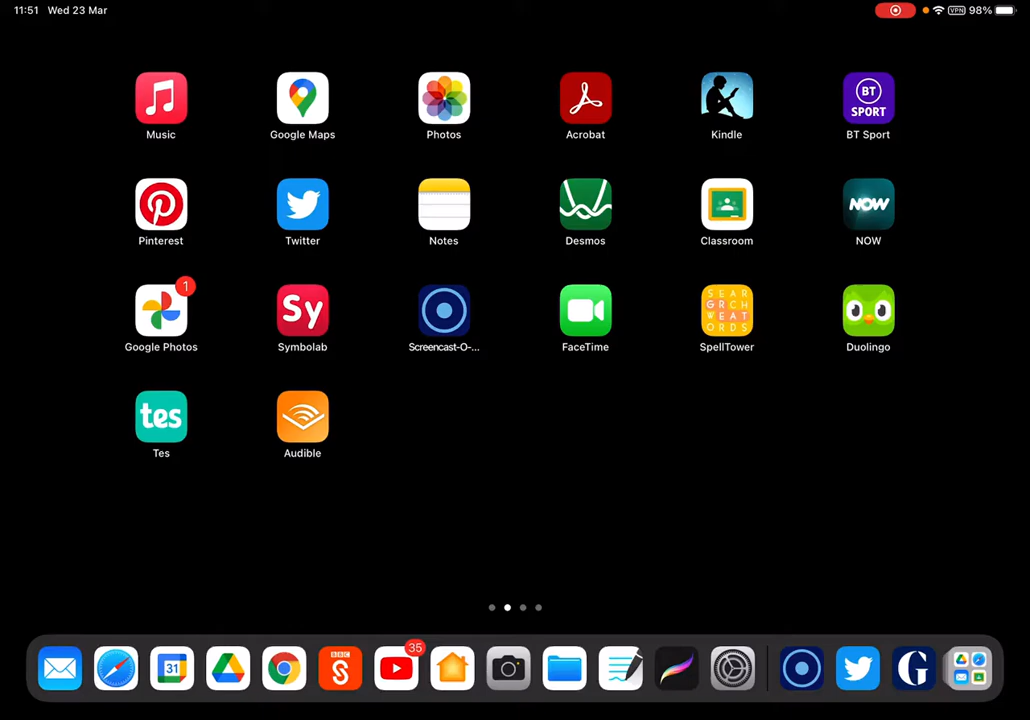 11:51 Wed 23 Mar
VPN 98%
BT
SPORT
Music Google Maps Photos Acrobat Kindle BT Sport
NOW
Pinterest Twitter Notes Desmos Classroom NOW
1
Sy
SEAR
GRCH
WEAT
ORDS
Google Photos Symbolab Screencast-O-... FaceTime SpellTower Duolingo
tes
Tes Audible
35
31
BBC
S
G